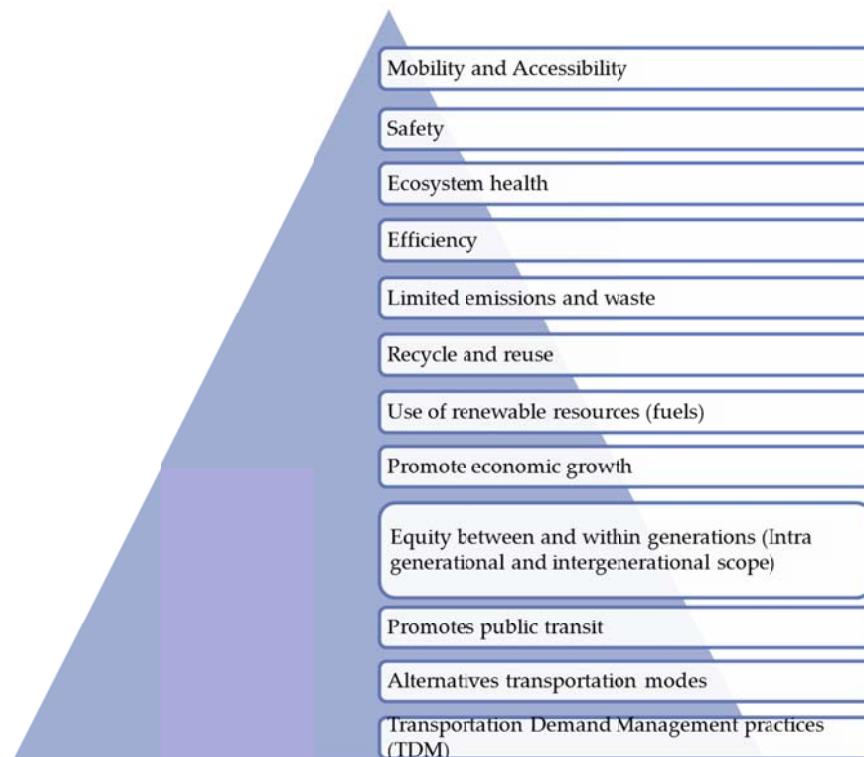 Mobility and Accessibility
Safety
Ecosystem health
Efficiency
Limited emissions and waste
Recycle and reuse
Use of renewable resources (fuels)
Promote economic growth
Equity between and within generations (Intra
generational and intergenerational scope)
Promotes public transit
Alternatives transportation modes
Transportation Demand Management practices
(TDM)